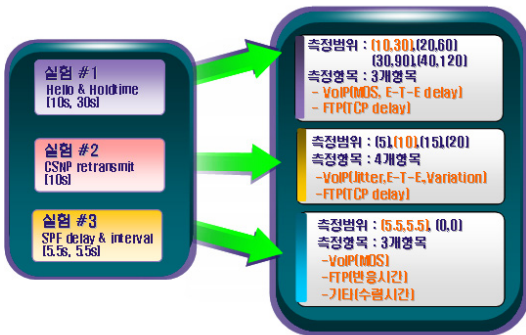 실험 #1
Hello & Holdtime
[10s, 30s]
실험 #2
CSNP retransmit
[10s]
실험 #3
SPF delay & interval
[5.5s, 5.5s]
측정범위 : (10,30),(20,60)
(30,90),(40,120)
측정항목 : 3개항목
- VoIP(MOS, E-T-E delay)
- FTP(TCP delay)
측정범위 : (5),(10),(15),(20)
측정항목 : 4개항목
-VoIP(Jitter,E-T-E,Variation)
-FTP(TCP delay)
측정범위 : (5.5,5.5), (0,0)
측정항목 : 3개항목
-VoIP(MOS)
-FTP(반응시간)
-기타(수렴시간)